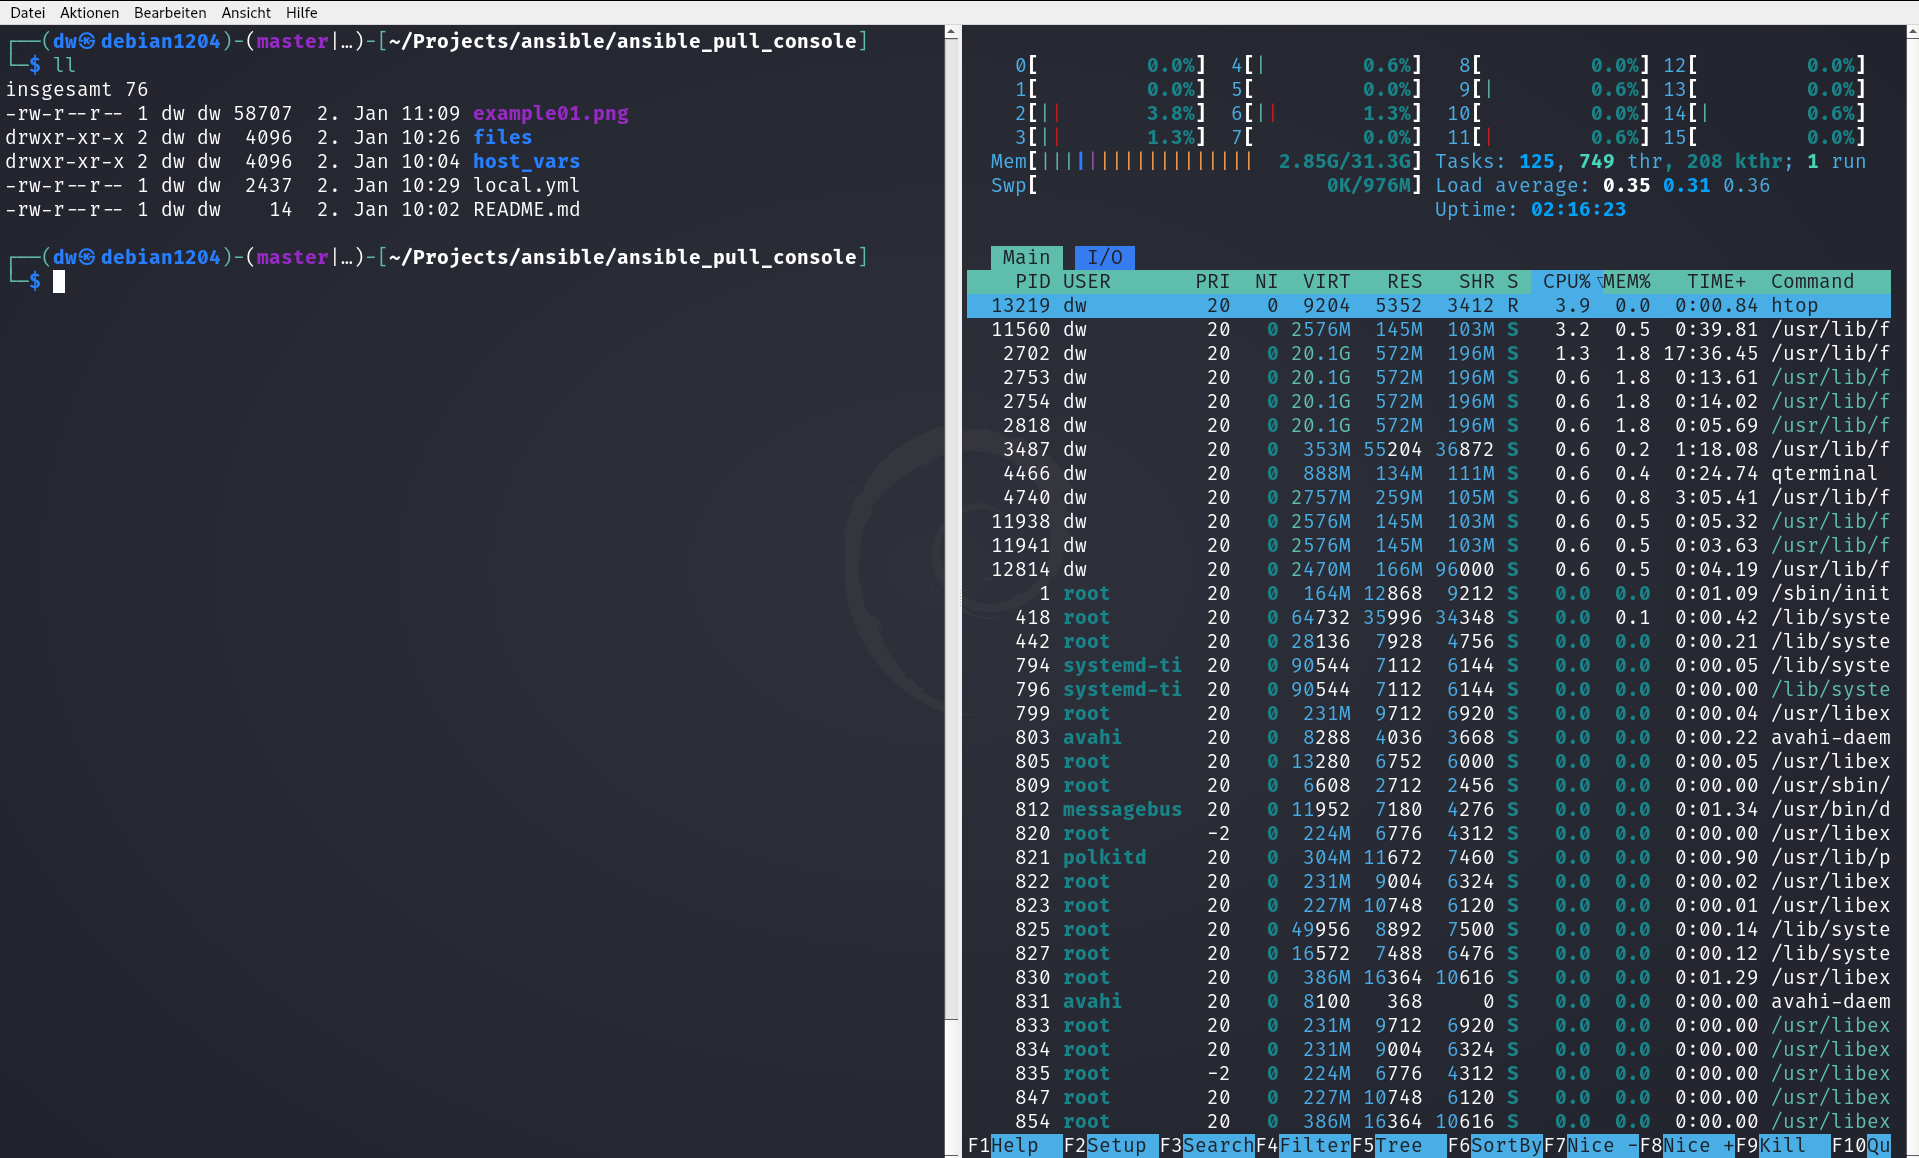 Datei Aktionen Bearbeiten Ansicht Hilfe
┌──(dw㉿debian1204)-(master|…)-[~/Projects/ansible/ansible_pull_console]
└─$ ll
insgesamt 76
-rw-r--r-- 1 dw dw 58707  2. Jan 11:09 example01.png
drwxr-xr-x 2 dw dw  4096  2. Jan 10:26 files
drwxr-xr-x 2 dw dw  4096  2. Jan 10:04 host_vars
-rw-r--r-- 1 dw dw  2437  2. Jan 10:29 local.yml
-rw-r--r-- 1 dw dw    14  2. Jan 10:02 README.md
┌──(dw㉿debian1204)-(master|…)-[~/Projects/ansible/ansible_pull_console]
└─$
0[ 0.0%] 4[| 0.6%] 8[ 0.0%] 12[ 0.0%]
1[ 0.0%] 5[ 0.0%] 9[| 0.6%] 13[ 0.0%]
2[|| 3.8%] 6[|| 1.3%] 10[ 0.0%] 14[| 0.6%]
3[|| 1.3%] 7[ 0.0%] 11[| 0.6%] 15[ 0.0%]
Mem[|||||||||||||||||| 2.85G/31.3G] Tasks: 125, 749 thr, 208 kthr; 1 run
Swp[ 0K/976M] Load average: 0.35 0.31 0.36
Uptime: 02:16:23
Main I/O
PID USER PRI NI VIRT RES SHR S CPU%▽MEM% TIME+ Command
13219 dw 20 0 9204 5352 3412 R 3.9 0.0 0:00.84 htop
11560 dw 20 0 2576M 145M 103M S 3.2 0.5 0:39.81 /usr/lib/f
2702 dw 20 0 20.1G 572M 196M S 1.3 1.8 17:36.45 /usr/lib/f
2753 dw 20 0 20.1G 572M 196M S 0.6 1.8 0:13.61 /usr/lib/f
2754 dw 20 0 20.1G 572M 196M S 0.6 1.8 0:14.02 /usr/lib/f
2818 dw 20 0 20.1G 572M 196M S 0.6 1.8 0:05.69 /usr/lib/f
3487 dw 20 0 353M 55204 36872 S 0.6 0.2 1:18.08 /usr/lib/f
4466 dw 20 0 888M 134M 111M S 0.6 0.4 0:24.74 qterminal
4740 dw 20 0 2757M 259M 105M S 0.6 0.8 3:05.41 /usr/lib/f
11938 dw 20 0 2576M 145M 103M S 0.6 0.5 0:05.32 /usr/lib/f
11941 dw 20 0 2576M 145M 103M S 0.6 0.5 0:03.63 /usr/lib/f
12814 dw 20 0 2470M 166M 96000 S 0.6 0.5 0:04.19 /usr/lib/f
1 root 20 0 164M 12868 9212 S 0.0 0.0 0:01.09 /sbin/init
418 root 20 0 64732 35996 34348 S 0.0 0.1 0:00.42 /lib/syste
442 root 20 0 28136 7928 4756 S 0.0 0.0 0:00.21 /lib/syste
794 systemd-ti 20 0 90544 7112 6144 S 0.0 0.0 0:00.05 /lib/syste
796 systemd-ti 20 0 90544 7112 6144 S 0.0 0.0 0:00.00 /lib/syste
799 root 20 0 231M 9712 6920 S 0.0 0.0 0:00.04 /usr/libex
803 avahi 20 0 8288 4036 3668 S 0.0 0.0 0:00.22 avahi-daem
805 root 20 0 13280 6752 6000 S 0.0 0.0 0:00.05 /usr/libex
809 root 20 0 6608 2712 2456 S 0.0 0.0 0:00.00 /usr/sbin/
812 messagebus 20 0 11952 7180 4276 S 0.0 0.0 0:01.34 /usr/bin/d
820 root -2 0 224M 6776 4312 S 0.0 0.0 0:00.00 /usr/libex
821 polkitd 20 0 304M 11672 7460 S 0.0 0.0 0:00.90 /usr/lib/p
822 root 20 0 231M 9004 6324 S 0.0 0.0 0:00.02 /usr/libex
823 root 20 0 227M 10748 6120 S 0.0 0.0 0:00.01 /usr/libex
825 root 20 0 49956 8892 7500 S 0.0 0.0 0:00.14 /lib/syste
827 root 20 0 16572 7488 6476 S 0.0 0.0 0:00.12 /lib/syste
830 root 20 0 386M 16364 10616 S 0.0 0.0 0:01.29 /usr/libex
831 avahi 20 0 8100 368 0 S 0.0 0.0 0:00.00 avahi-daem
833 root 20 0 231M 9712 6920 S 0.0 0.0 0:00.00 /usr/libex
834 root 20 0 231M 9004 6324 S 0.0 0.0 0:00.00 /usr/libex
835 root -2 0 224M 6776 4312 S 0.0 0.0 0:00.00 /usr/libex
847 root 20 0 227M 10748 6120 S 0.0 0.0 0:00.00 /usr/libex
854 root 20 0 386M 16364 10616 S 0.0 0.0 0:00.00 /usr/libex
F1Help F2Setup F3SearchF4FilterF5Tree F6SortByF7Nice -F8Nice +F9Kill F10Qu